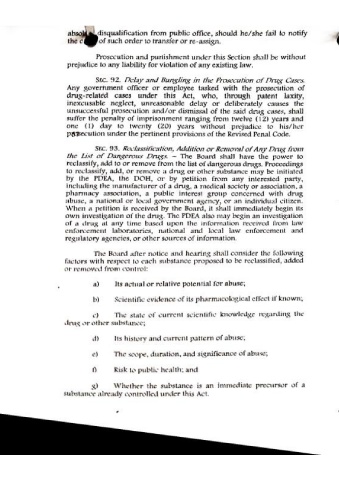 disqualification from public office, should he/she fail to notify
the of such order to transfer or re-assign.
Prosecution and punishment under this Section shall be without
prejudice to any liability for violation of any existing law.
SEC. 92. Delay and Bungling in the Prosecution of Drug Cases.
Any government officer or employee tasked with the prosecution of
drug-related cases under this Act, who, through patent laxity,
inexcusable neglect, unreasonable delay or deliberately causes the
unsuccessful prosecution and/or dismissal of the said drug cases, shall
suffer the penalty of imprisonment ranging from twelve (12) years and
one (1) day to twenty (20) years without prejudice to his/her
prosecution under the pertinent provisions of the Revised Penal Code.
SEC. 93. Reclassification, Addition or Removal of Any Drug from
the List of Dangerous Drugs. – The Board shall have the power to
reclassify, add to or remove from the list of dangerous drugs. Proceedings
to reclassify, add, or remove a drug or other substance may be initiated
by the PDEA, the DOH, or by petition from any interested party,
including the manufacturer of a drug, a medical society or association, a
pharmacy association, a public interest group concerned with drug
abuse, a national or local government agency, or an individual citizen.
When a petition is received by the Board, it shall immediately begin its
own investigation of the drug. The PDEA also may begin an investigation
of a drug at any time based upon the information received from law
enforcement laboratories, national and local law enforcement and
regulatory agencies, or other sources of information.
The Board after notice and hearing shall consider the following
factors with respect to each substance proposed to be reclassified, added
or removed from control:
a) Its actual or relative potential for abuse;
b) Scientific evidence of its pharmacological effect if known;
c) The state of current scientific knowledge regarding the
drug or other substance;
d) Its history and current pattern of abuse;
e) The scope, duration, and significance of abuse;
f) Risk to public health; and
g) Whether the substance is an immediate precursor of a
substance already controlled under this Act.